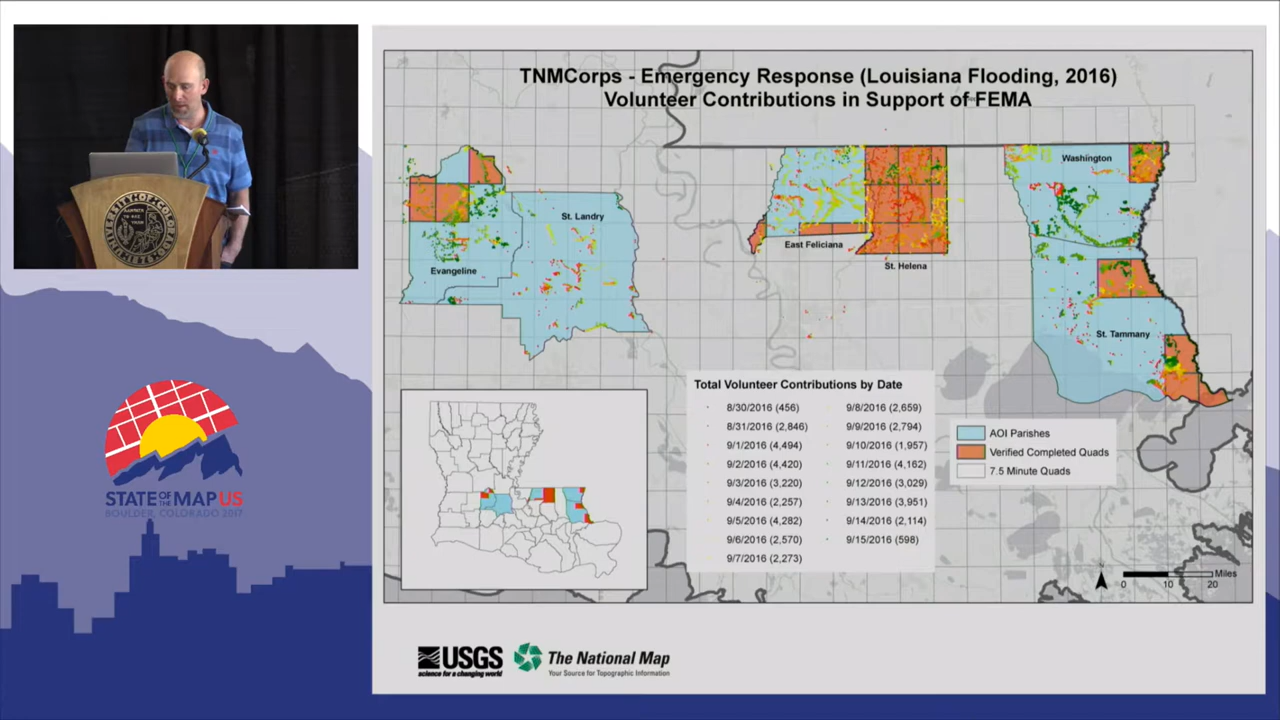 TNMCorps - Emergency Response (Louisiana Flooding, 2016)
Volunteer Contributions in Support of FEMA
Washington
St. Landry
East Feliciana
St. Helena
Evangeline
St. Tammany
Total Volunteer Contributions by Date
8/30/2016 (456)
8/31/2016 (2,846)
9/1/2016 (4,494)
9/2/2016 (4,420)
9/3/2016 (3,220)
9/4/2016 (2,257)
9/5/2016 (4,282)
9/6/2016 (2,570)
9/7/2016 (2,273)
9/8/2016 (2,659)
9/9/2016 (2,794)
9/10/2016 (1,957)
9/11/2016 (4,162)
9/12/2016 (3,029)
9/13/2016 (3,951)
9/14/2016 (2,114)
9/15/2016 (598)
AOI Parishes
Verified Completed Quads
7.5 Minute Quads
Miles
0 10 20
STATE OF THE MAP US
BOULDER, COLORADO 2017
UNIVERSITY OF COLORADO
1876
USGS
science for a changing world
The National Map
Your Source for Topographic Information